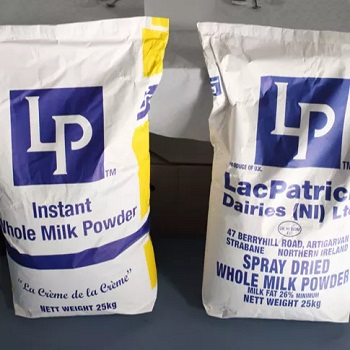 LP
TM
Instant
Whole Milk Powder
"La Crème de la Crème"
NETT WEIGHT 25kg
LP
TM
PRODUCE OF U.K.
LacPatrick
Dairies (NI) Ltd
47 BERRYHILL ROAD, ARTIGARVAN
STRABANE NORTHERN IRELAND
SPRAY DRIED
WHOLE MILK POWDER
MILK FAT 26% MINIMUM
NETT WEIGHT 25kg